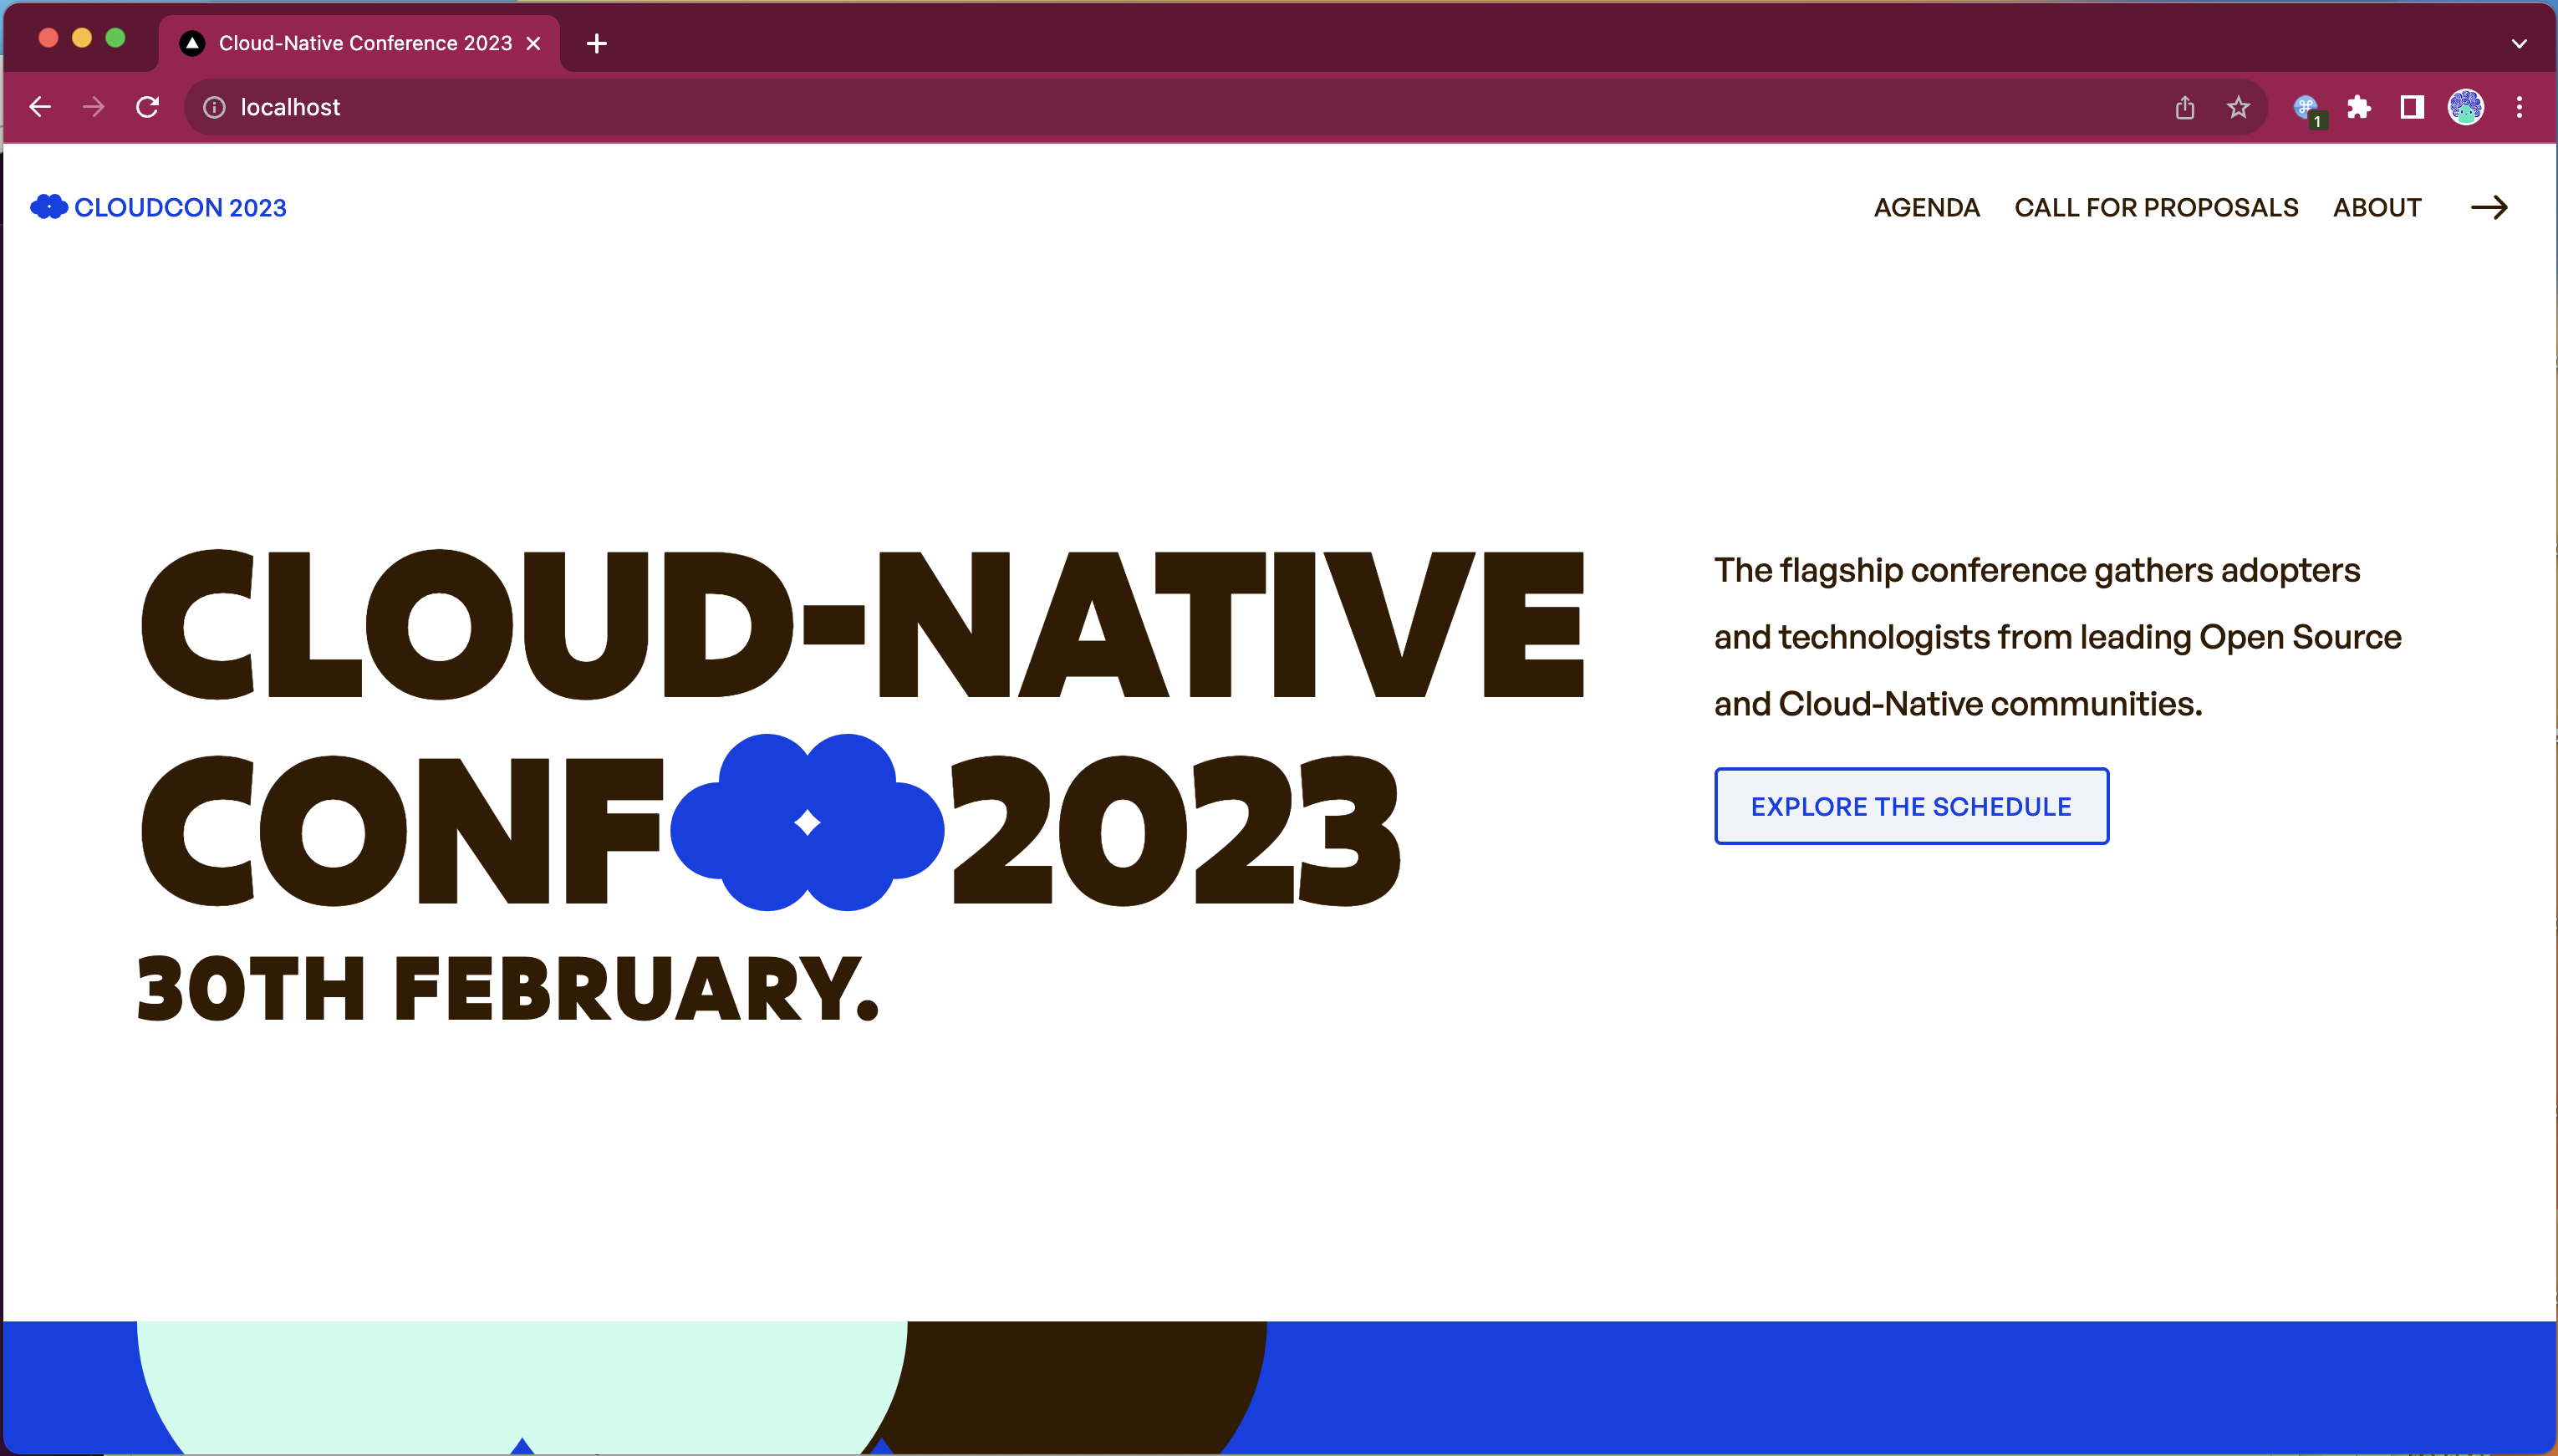 Cloud-Native Conference 2023
localhost
1
CLOUDCON 2023
AGENDA CALL FOR PROPOSALS ABOUT
CLOUD-NATIVE
CONF 2023
30TH FEBRUARY.
The flagship conference gathers adopters
and technologists from leading Open Source
and Cloud-Native communities.
EXPLORE THE SCHEDULE